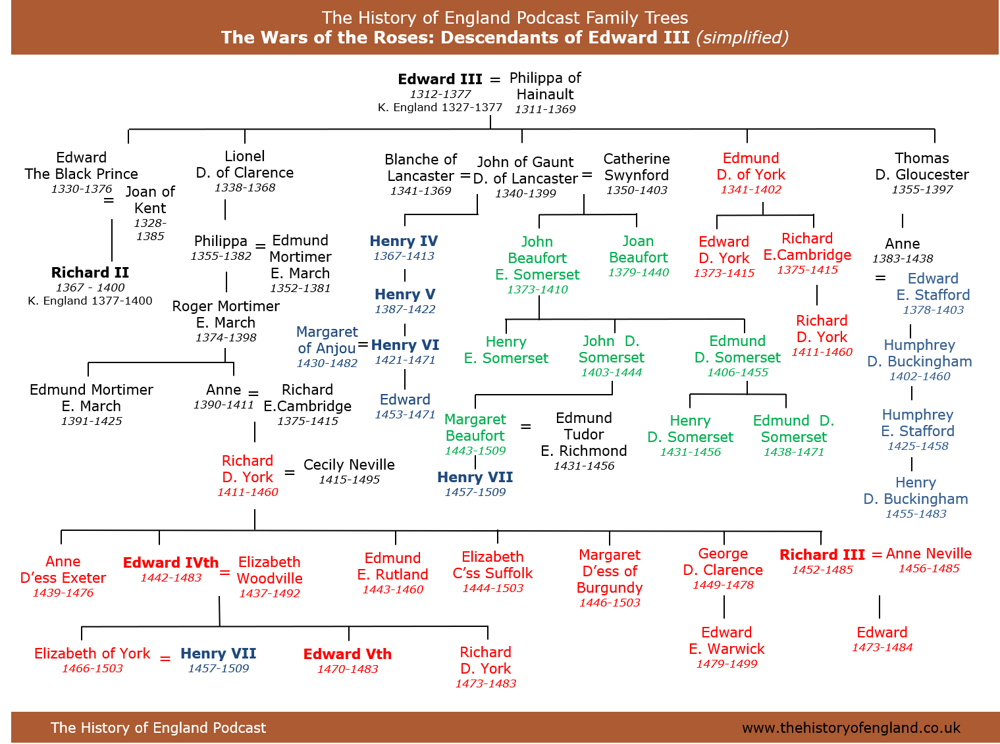 The History of England Podcast Family Trees
The Wars of the Roses: Descendants of Edward III (simplified)
Edward III = Philippa of
Hainault
1312-1377
K. England 1327-1377
1311-1369
Edward
The Black Prince
1330-1376
= Joan of
Kent
1328-
1385
Richard II
1367 - 1400
K. England 1377-1400
Lionel
D. of Clarence
1338-1368
Philippa
1355-1382
= Edmund
Mortimer
E. March
1352-1381
Roger Mortimer
E. March
1374-1398
Edmund Mortimer
E. March
1391-1425
Anne
1390-1411
= Richard
E.Cambridge
1375-1415
Blanche of
Lancaster
1341-1369
= John of Gaunt
D. of Lancaster
1340-1399
= Catherine
Swynford
1350-1403
Henry IV
1367-1413
Henry V
1387-1422
Margaret
of Anjou
1430-1482
= Henry VI
1421-1471
Edward
1453-1471
John
Beaufort
E. Somerset
1373-1410
Joan
Beaufort
1379-1440
Henry
E. Somerset
John D.
Somerset
1403-1444
Edmund
D. Somerset
1406-1455
Margaret
Beaufort
1443-1509
= Edmund
Tudor
E. Richmond
1431-1456
Henry VII
1457-1509
Henry
D. Somerset
1431-1456
Edmund D.
Somerset
1438-1471
Edmund
D. of York
1341-1402
Edward
D. York
1373-1415
Richard
E.Cambridge
1375-1415
Richard
D. York
1411-1460
Thomas
D. Gloucester
1355-1397
Anne
1383-1438
= Edward
E. Stafford
1378-1403
Humphrey
D. Buckingham
1402-1460
Humphrey
E. Stafford
1425-1458
Henry
D. Buckingham
1455-1483
Richard
D. York
1411-1460
= Cecily Neville
1415-1495
Anne
D'ess Exeter
1439-1476
Edward IVth
1442-1483
= Elizabeth
Woodville
1437-1492
Edmund
E. Rutland
1443-1460
Elizabeth
C'ss Suffolk
1444-1503
Margaret
D'ess of
Burgundy
1446-1503
George
D. Clarence
1449-1478
Richard III
1452-1485
= Anne Neville
1456-1485
Elizabeth of York
1466-1503
= Henry VII
1457-1509
Edward Vth
1470-1483
Richard
D. York
1473-1483
Edward
E. Warwick
1479-1499
Edward
1473-1484
The History of England Podcast
www.thehistoryofengland.co.uk